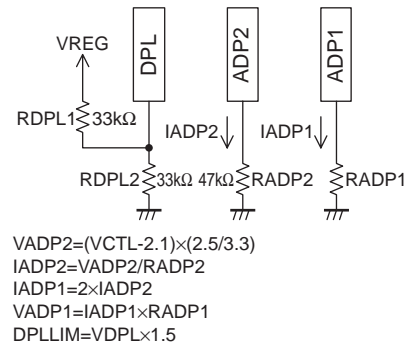 VREG
DPL
ADP2
ADP1
RDPL1 33kΩ
IADP2
IADP1
RDPL2 33kΩ 47kΩ RADP2
RADP1
VADP2=(VCTL-2.1)×(2.5/3.3)
IADP2=VADP2/RADP2
IADP1=2×IADP2
VADP1=IADP1×RADP1
DPLLIM=VDPL×1.5